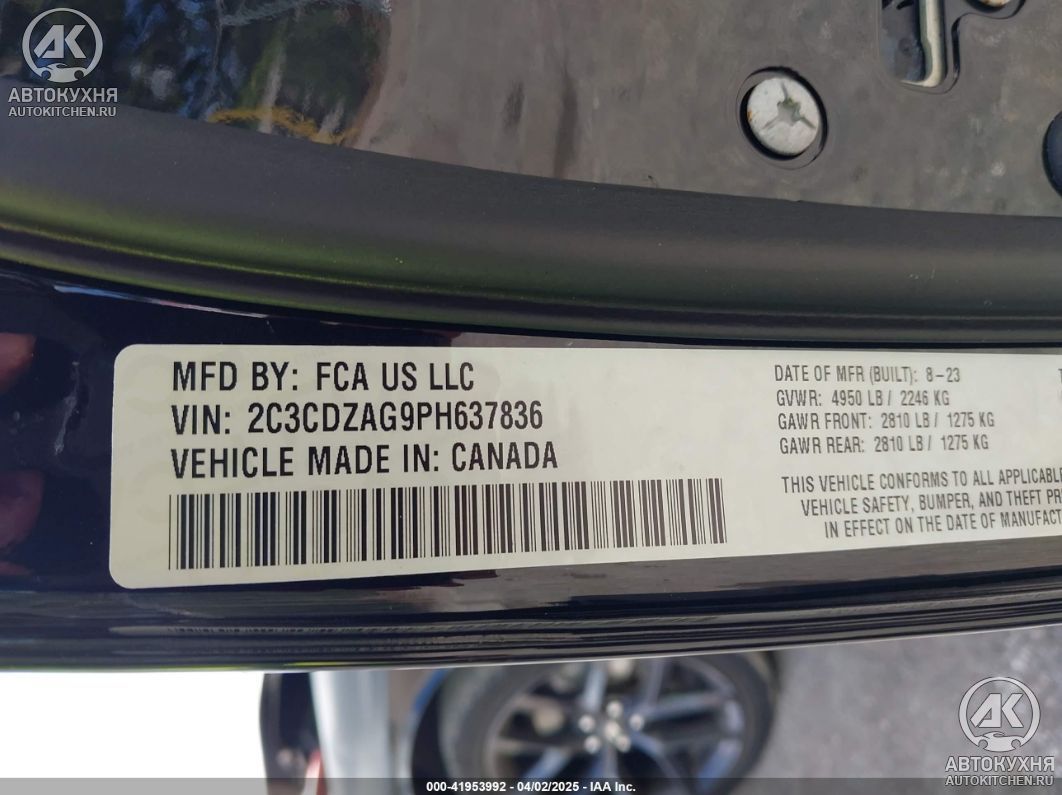 АК
АВТОКУХНЯ
AUTOKITCHEN.RU
MFD BY: FCA US LLC
VIN: 2C3CDZAG9PH637836
VEHICLE MADE IN: CANADA
DATE OF MFR (BUILT): 8-23
GVWR: 4950 LB / 2246 KG
GAWR FRONT: 2810 LB / 1275 KG
GAWR REAR: 2810 LB / 1275 KG
THIS VEHICLE CONFORMS TO ALL APPLICABLE
VEHICLE SAFETY, BUMPER, AND THEFT PR
IN EFFECT ON THE DATE OF MANUFACT
АК
АВТОКУХНЯ
AUTOKITCHEN.RU
000-41953992 - 04/02/2025 - IAA Inc.